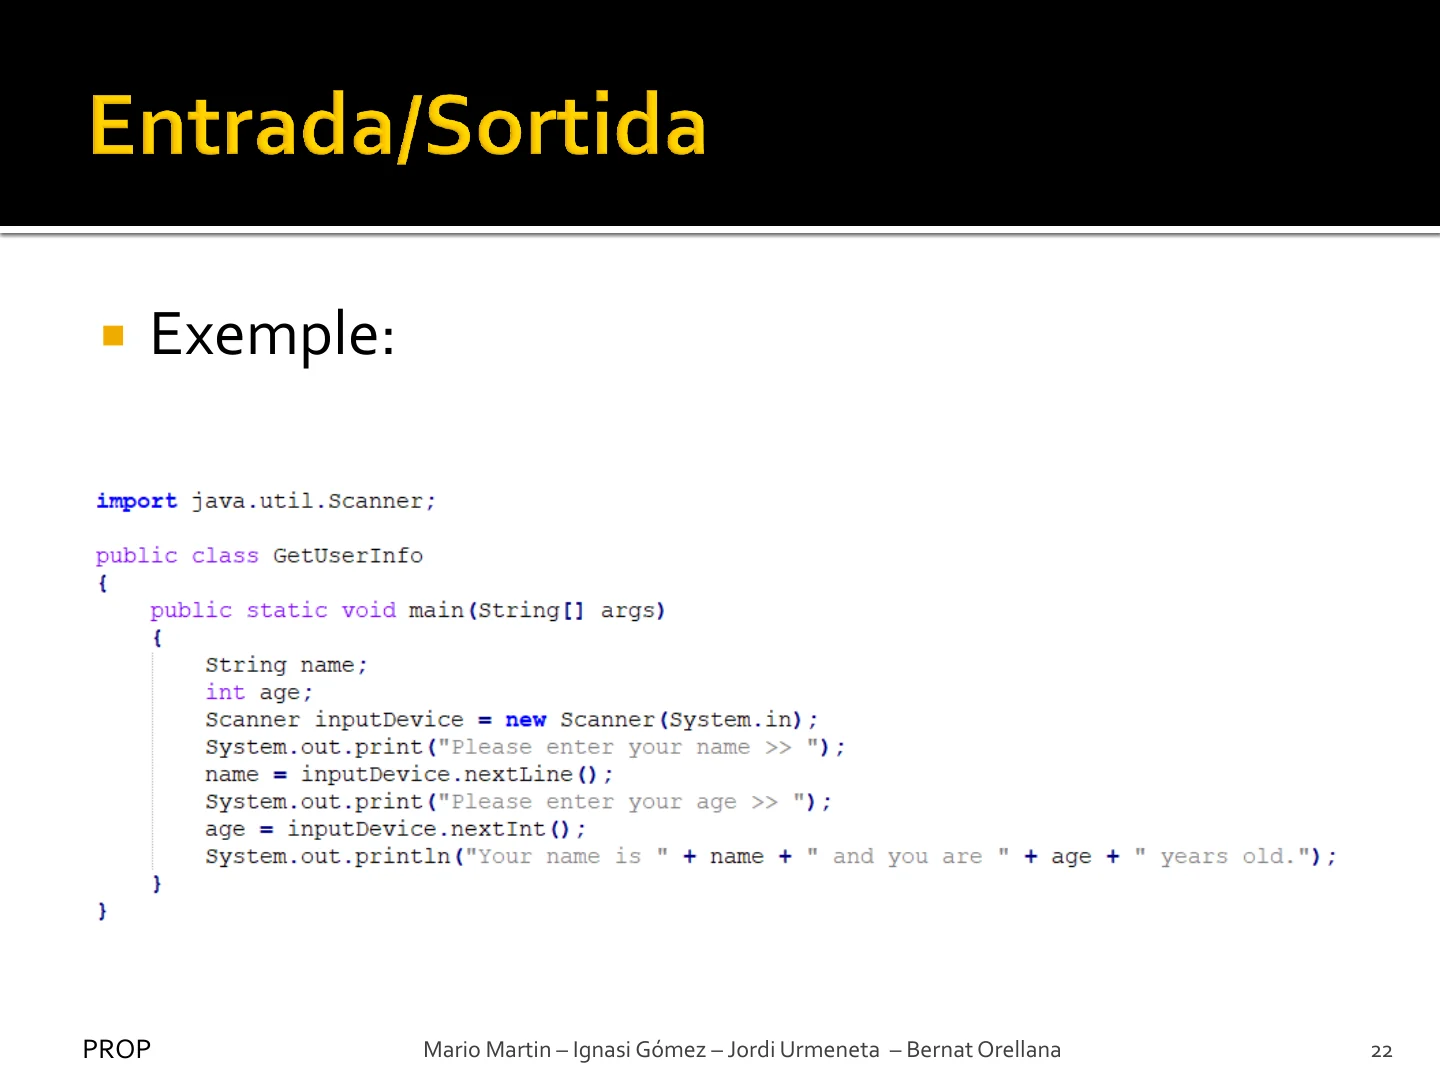 Entrada/Sortida
Exemple:
import java.util.Scanner;
public class GetUserInfo
{
public static void main(String[] args)
{
String name;
int age;
Scanner inputDevice = new Scanner(System.in);
System.out.print("Please enter your name >> ");
name = inputDevice.nextLine();
System.out.print("Please enter your age >> ");
age = inputDevice.nextInt();
System.out.println("Your name is " + name + " and you are " + age + " years old.");
}
}
PROP
Mario Martin – Ignasi Gómez – Jordi Urmeneta – Bernat Orellana
22